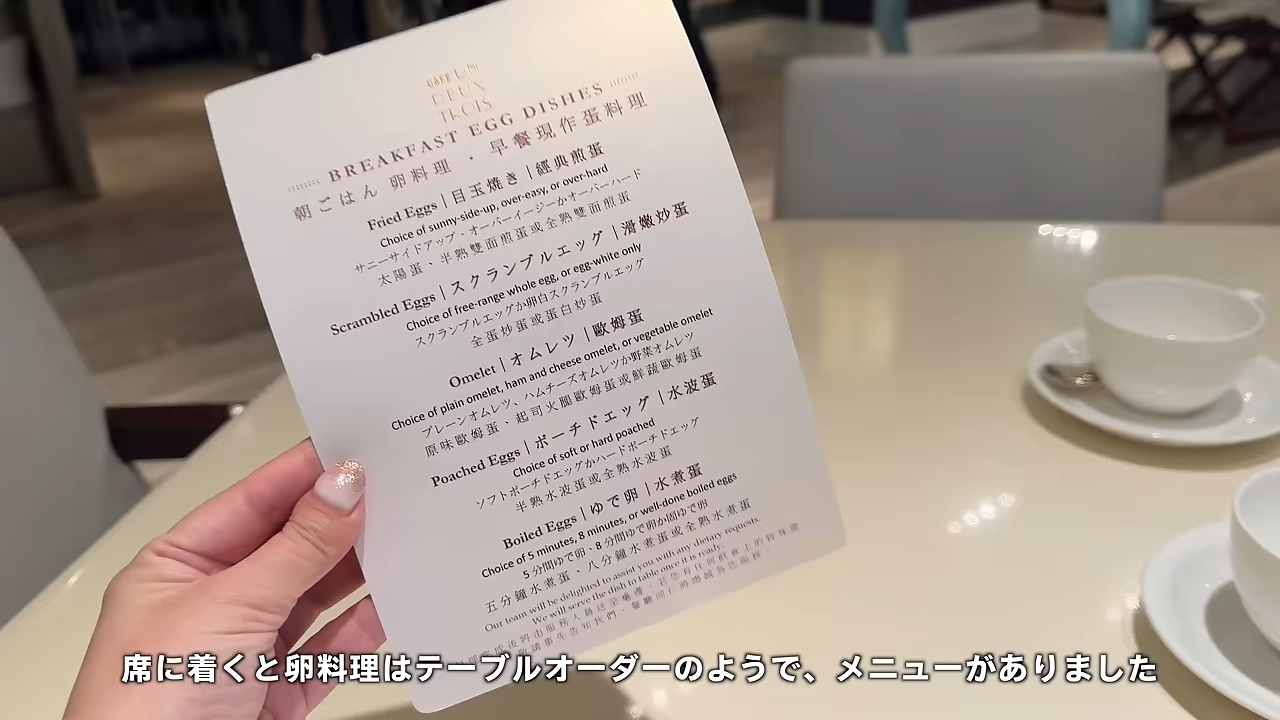 CAFÉ
DEUX
TROIS
BREAKFAST EGG DISHES
朝ごはん 卵料理・早餐現作蛋料理
Fried Eggs | 目玉焼き | 經典煎蛋
Choice of sunny-side-up, over-easy, or over-hard
サニーサイドアップ・オーバーイージーかオーバーハード
太陽蛋、半熟雙面煎蛋或全熟雙面煎蛋
Scrambled Eggs | スクランブルエッグ | 滑嫩炒蛋
Choice of free-range whole egg, or egg-white only
スクランブルエッグか卵白スクランブルエッグ
全蛋炒蛋或蛋白炒蛋
Omelet | オムレツ | 歐姆蛋
Choice of plain omelet, ham and cheese omelet, or vegetable omelet
プレーンオムレツ、ハムチーズオムレツか野菜オムレツ
原味歐姆蛋、起司火腿歐姆蛋或鮮蔬歐姆蛋
Poached Eggs | ポーチドエッグ | 水波蛋
Choice of soft or hard poached
ソフトポーチドエッグかハードポーチドエッグ
半熟水波蛋或全熟水波蛋
Boiled Eggs | ゆで卵 | 水煮蛋
Choice of 5 minutes, 8 minutes, or well-done boiled eggs
5分間ゆで卵、8分間ゆで卵か固ゆで卵
五分鐘水煮蛋、八分鐘水煮蛋或全熟水煮蛋
Our team will be delighted to assist you with any dietary requests.
We will serve the dish to table once it is ready.
席に着くと卵料理はテーブルオーダーのようで、メニューがありました